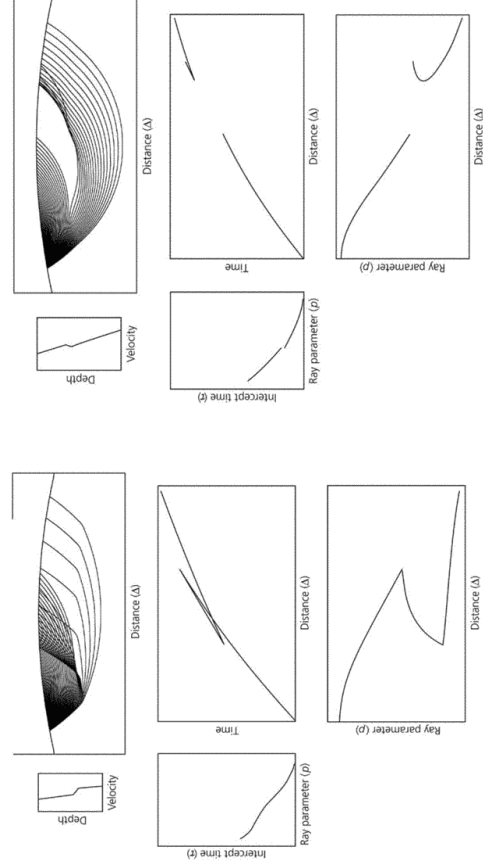 Distance (Δ)
Depth
Velocity
Time
Distance (Δ)
Intercept time (τ)
Ray parameter (p)
Ray parameter (p)
Distance (Δ)
Distance (Δ)
Depth
Velocity
Time
Distance (Δ)
Intercept time (τ)
Ray parameter (p)
Ray parameter (p)
Distance (Δ)